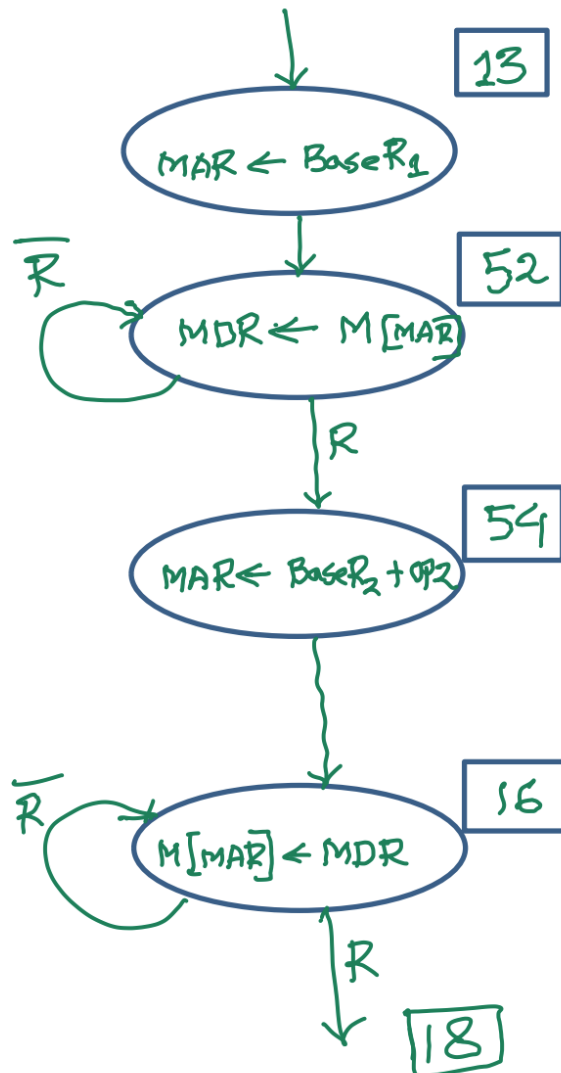 13
MAR ← BaseR₁
R̅
52
MDR ← M[MAR]
R
54
MAR ← BaseR₂ + OP2
R̅
16
M[MAR] ← MDR
R
18